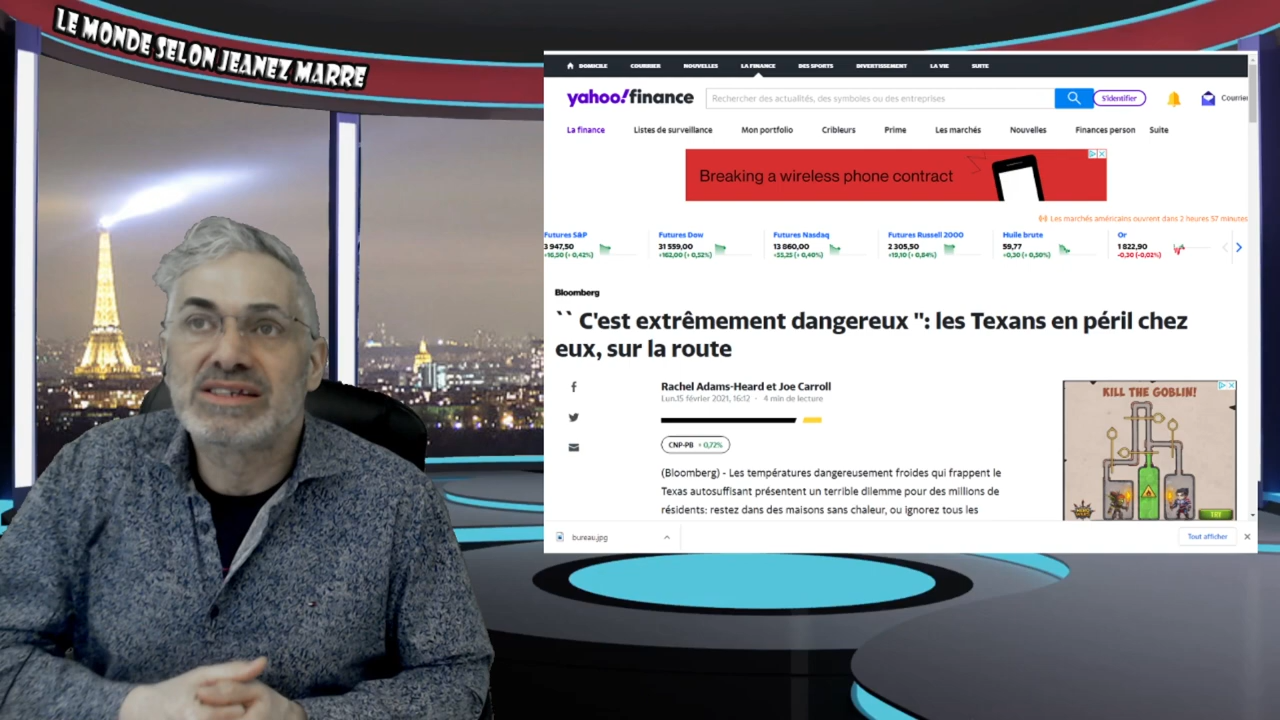 LE MONDE SELON JEANEZ MARRE
DOMICILE COURRIER NOUVELLES LA FINANCE DES SPORTS DIVERTISSEMENT LA VIE SUITE
yahoo!finance
Rechercher des actualités, des symboles ou des entreprises
S'identifier
Courrier
La finance Listes de surveillance Mon portfolio Cribleurs Prime Les marchés Nouvelles Finances person Suite
Breaking a wireless phone contract
Les marchés américains ouvrent dans 2 heures 57 minutes
Futures S&P Futures Dow Futures Nasdaq Futures Russell 2000 Huile brute Or
3 947,50 31 559,00 13 860,00 2 305,50 59,77 1 822,90
+16,50 (+ 0,42%) +162,00 (+ 0,52%) +55,25 (+ 0,40%) +19,10 (+ 0,84%) +0,30 (+ 0,50%) -0,30 (-0,02%)
Bloomberg
`` C'est extrêmement dangereux '': les Texans en péril chez
eux, sur la route
Rachel Adams-Heard et Joe Carroll
Lun.15 février 2021, 16:12 · 4 min de lecture
CNP-PB + 0,72%
(Bloomberg) - Les températures dangereusement froides qui frappent le
Texas autosuffisant présentent un terrible dilemme pour des millions de
résidents: restez dans des maisons sans chaleur, ou ignorez tous les
KILL THE GOBLIN!
TRY
bureau.jpg
Tout afficher